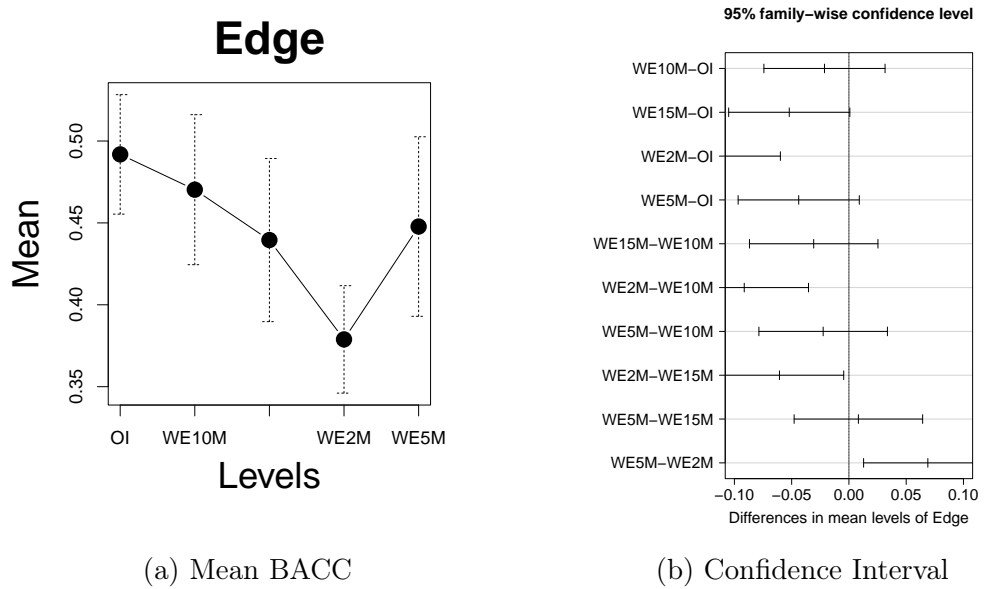 Edge
Mean
0.50
0.45
0.40
0.35
OI WE10M WE2M WE5M
Levels
(a) Mean BACC
95% family−wise confidence level
WE10M−OI
WE15M−OI
WE2M−OI
WE5M−OI
WE15M−WE10M
WE2M−WE10M
WE5M−WE10M
WE2M−WE15M
WE5M−WE15M
WE5M−WE2M
−0.10 −0.05 0.00 0.05 0.10
Differences in mean levels of Edge
(b) Confidence Interval